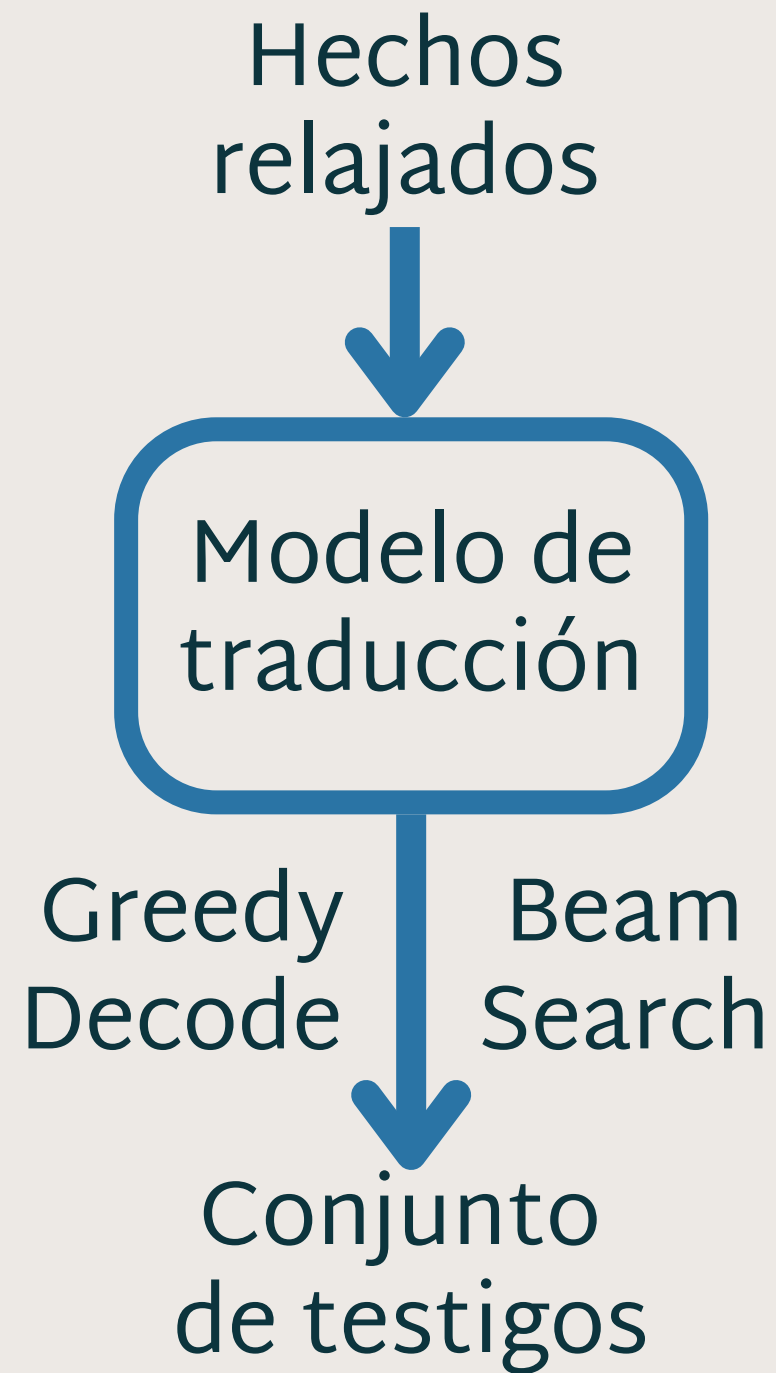 Hechos
relajados
Modelo de
traducción
Greedy
Decode
Beam
Search
Conjunto
de testigos